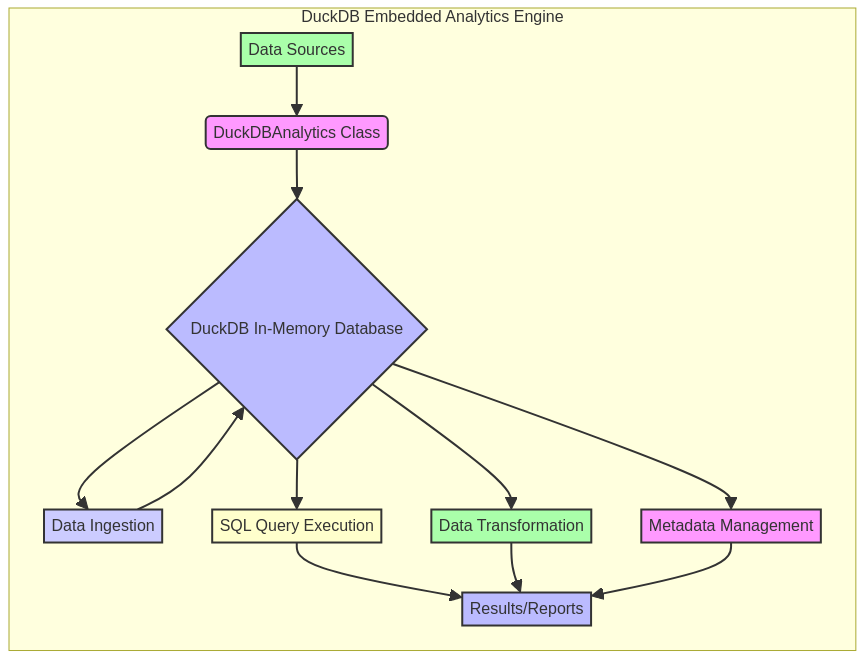 DuckDB Embedded Analytics Engine
Data Sources
DuckDBAnalytics Class
DuckDB In-Memory Database
Data Ingestion
SQL Query Execution
Data Transformation
Metadata Management
Results/Reports